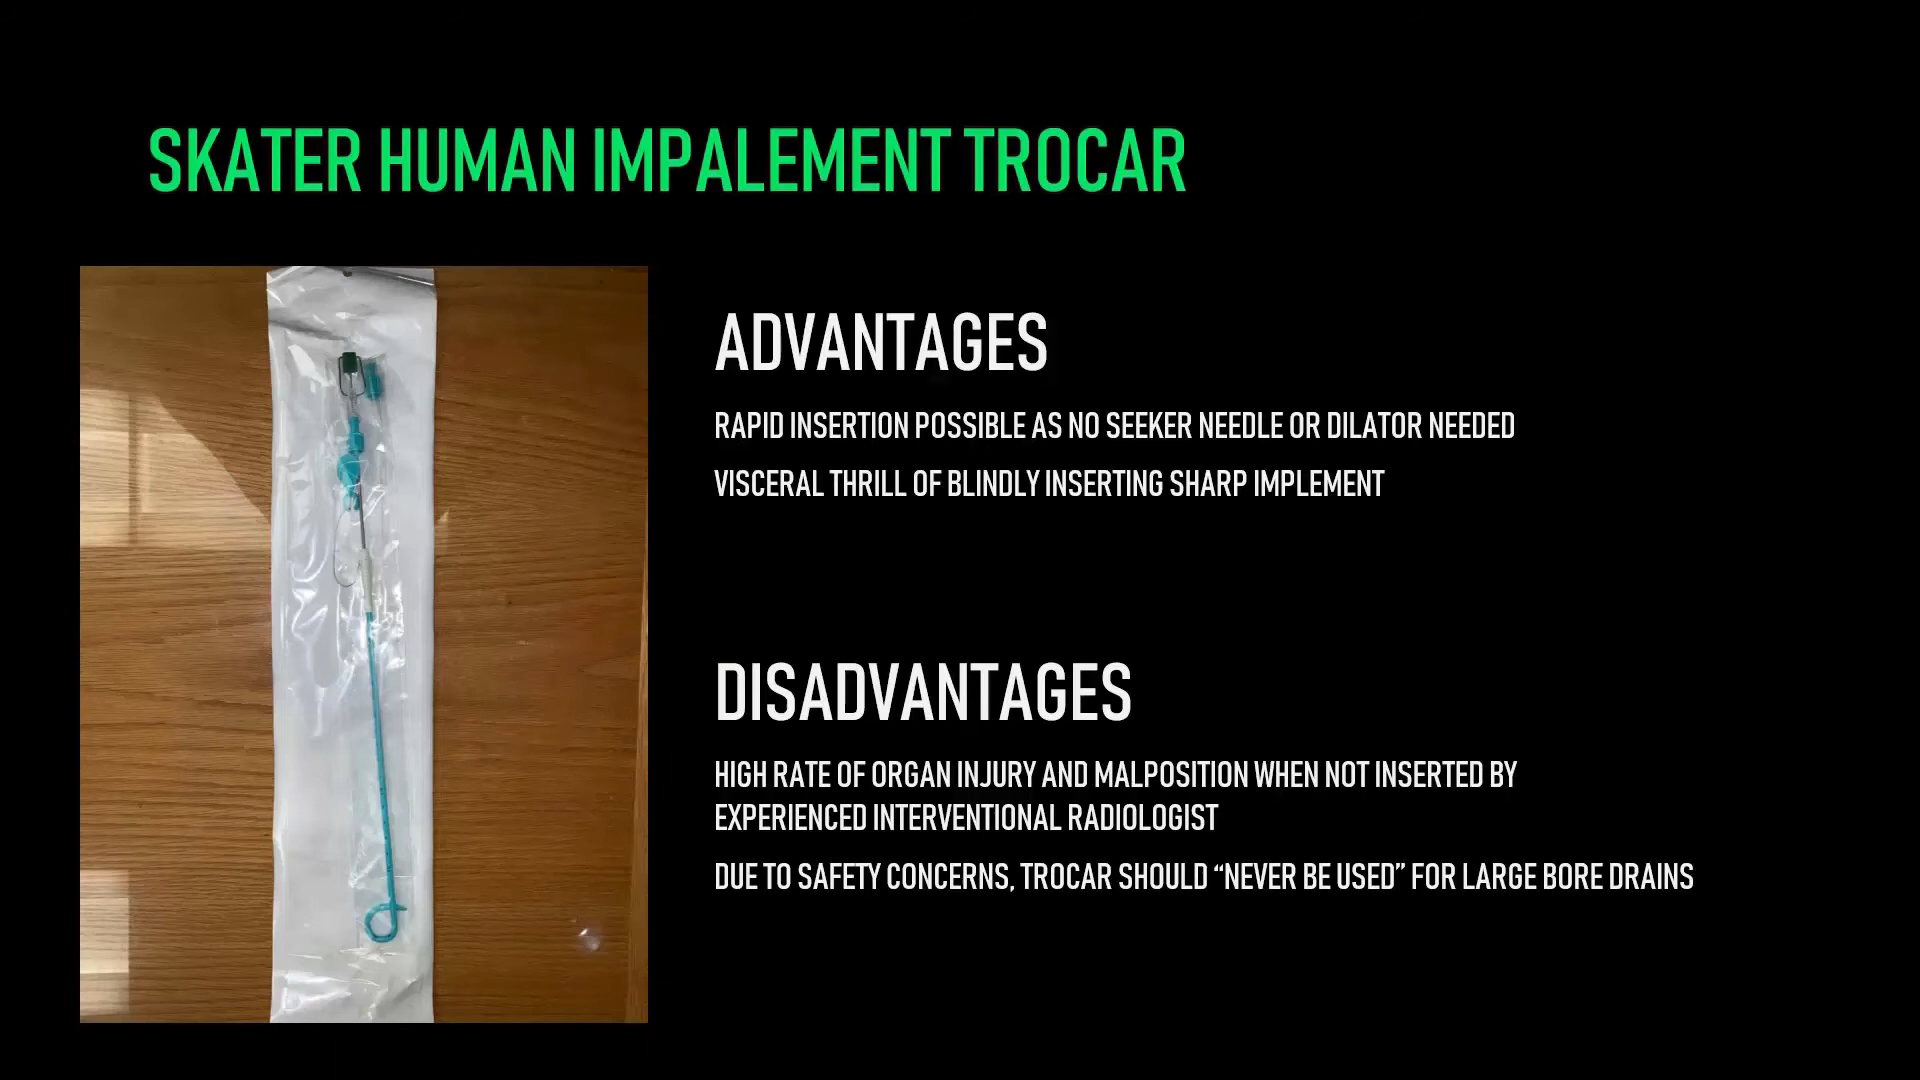 SKATER HUMAN IMPALEMENT TROCAR
ADVANTAGES
RAPID INSERTION POSSIBLE AS NO SEEKER NEEDLE OR DILATOR NEEDED
VISCERAL THRILL OF BLINDLY INSERTING SHARP IMPLEMENT
DISADVANTAGES
HIGH RATE OF ORGAN INJURY AND MALPOSITION WHEN NOT INSERTED BY
EXPERIENCED INTERVENTIONAL RADIOLOGIST
DUE TO SAFETY CONCERNS, TROCAR SHOULD “NEVER BE USED” FOR LARGE BORE DRAINS